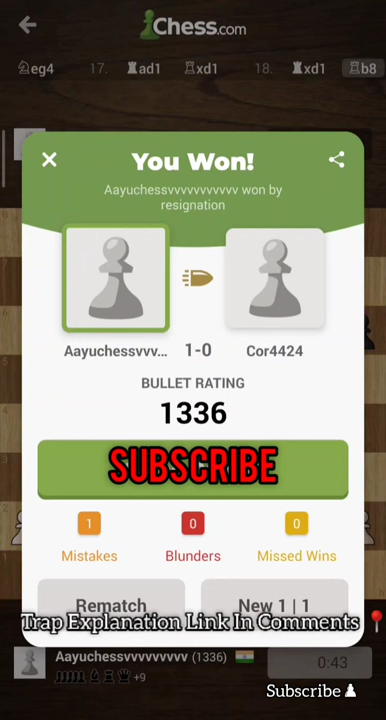 Chess.com
♘eg4 17. ♜ad1 ♖xd1 18. ♜xd1 ♖b8
You Won!
Aayuchessvvvvvvvvvvv won by
resignation
Aayuchessvvv... 1-0 Cor4424
BULLET RATING
1336
SUBSCRIBE
1 0 0
Mistakes Blunders Missed Wins
Rematch New 1 | 1
Trap Explanation Link In Comments
Aayuchessvvvvvvvvv (1336) 0:43
+9
Subscribe